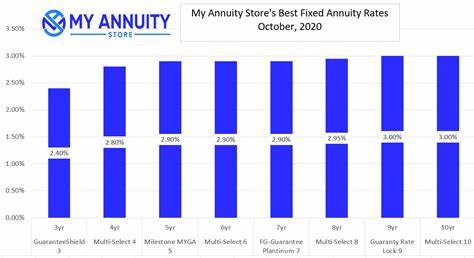 MY ANNUITY
STORE
My Annuity Store's Best Fixed Annuity Rates
October, 2020
3.50%
3.00%
2.50%
2.00%
1.50%
1.00%
0.50%
0.00%
2.40%
2.80%
2.90%
2.90%
2.90%
2.95%
3.00%
3.00%
3yr
4yr
5yr
6yr
7yr
8yr
9yr
10yr
GuaranteeShield
3
Multi-Select 4
Milestone MYGA
5
Multi-Select 6
FG-Guarantee
Plantinum 7
Multi-Select 8
Guaranty Rate
Lock 9
Multi-Select 10